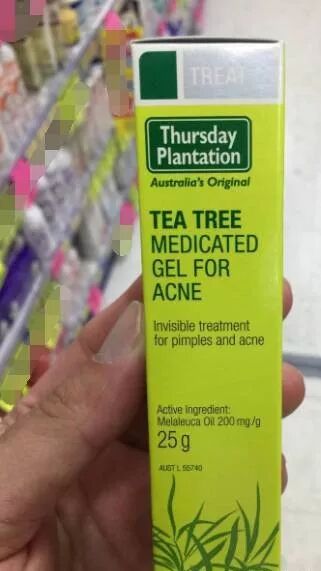 TREAT
Thursday
Plantation
Australia's Original
TEA TREE
MEDICATED
GEL FOR
ACNE
Invisible treatment
for pimples and acne
Active Ingredient:
Melaleuca Oil 200 mg/g
25 g
AUST L 55740